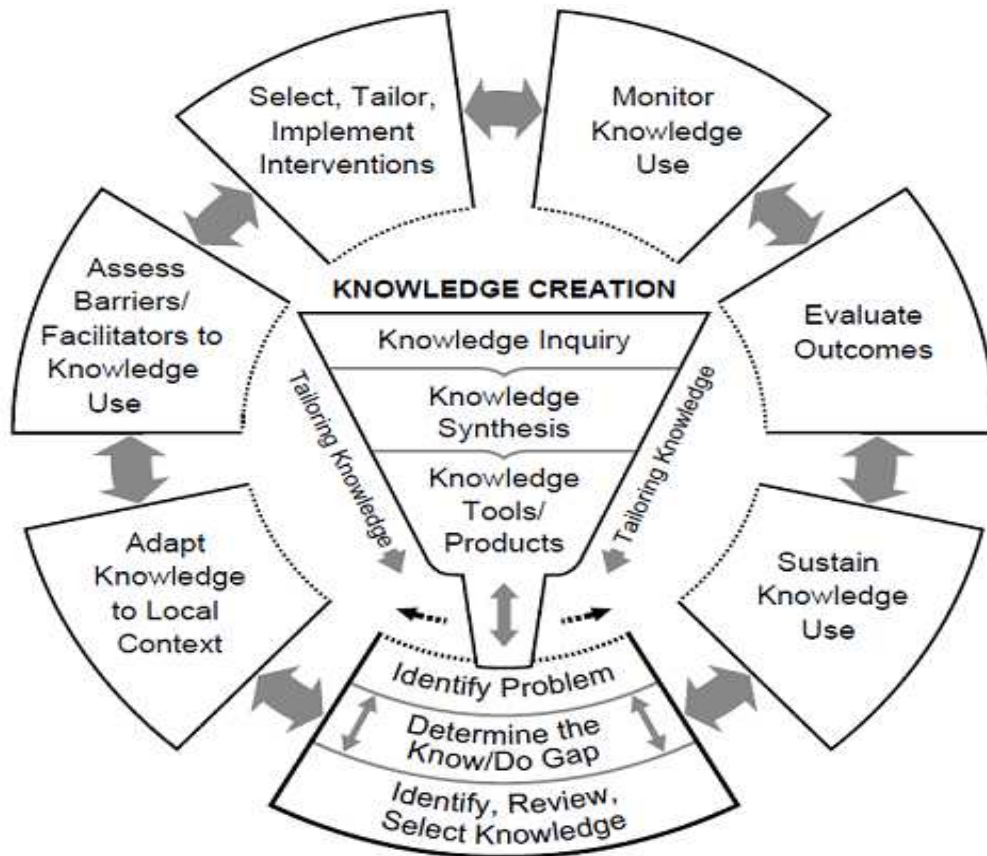 Select, Tailor,
Implement
Interventions
Monitor
Knowledge
Use
Assess
Barriers/
Facilitators to
Knowledge
Use
Evaluate
Outcomes
KNOWLEDGE CREATION
Knowledge Inquiry
Knowledge
Synthesis
Knowledge
Tools/
Products
Tailoring Knowledge
Tailoring Knowledge
Adapt
Knowledge
to Local
Context
Sustain
Knowledge
Use
Identify Problem
Determine the
Know/Do Gap
Identify, Review,
Select Knowledge